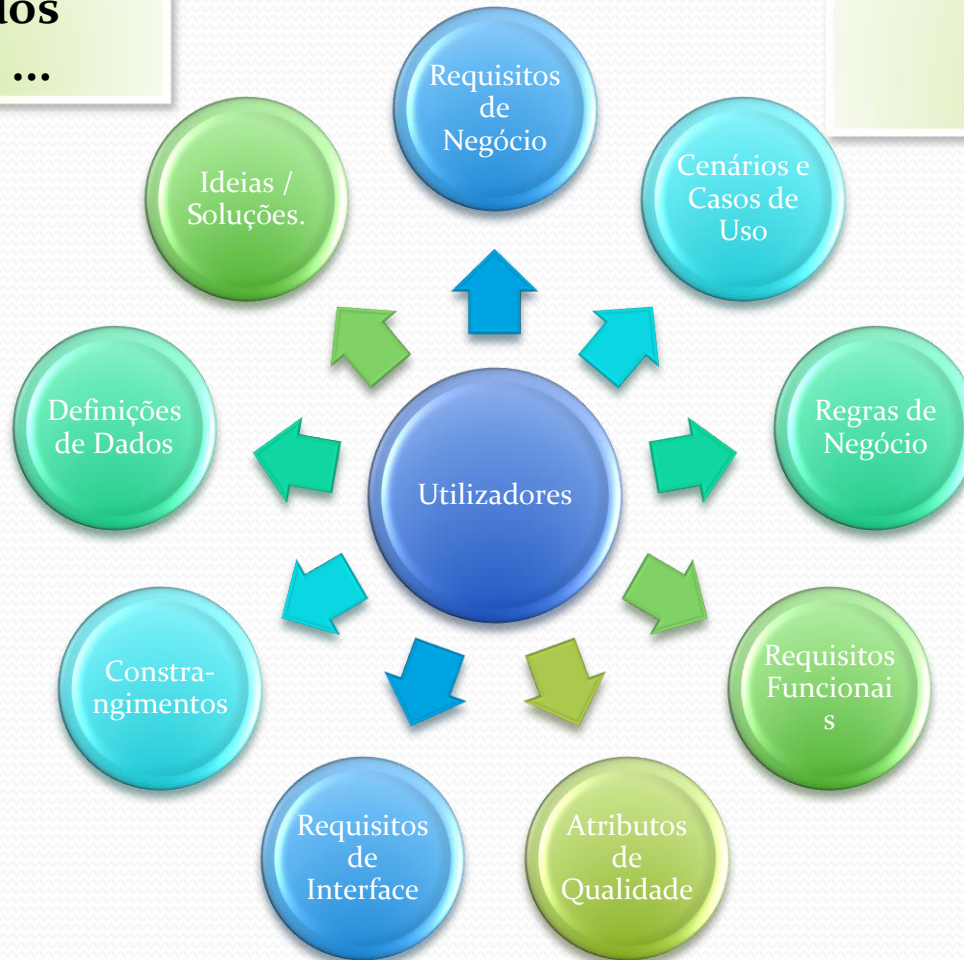 ...
Requisitos
de
Negócio
Cenários e
Casos de
Uso
Regras de
Negócio
Requisitos
Funcionai
s
Atributos
de
Qualidade
Requisitos
de
Interface
Constra-
ngimentos
Definições
de Dados
Ideias /
Soluções.
Utilizadores